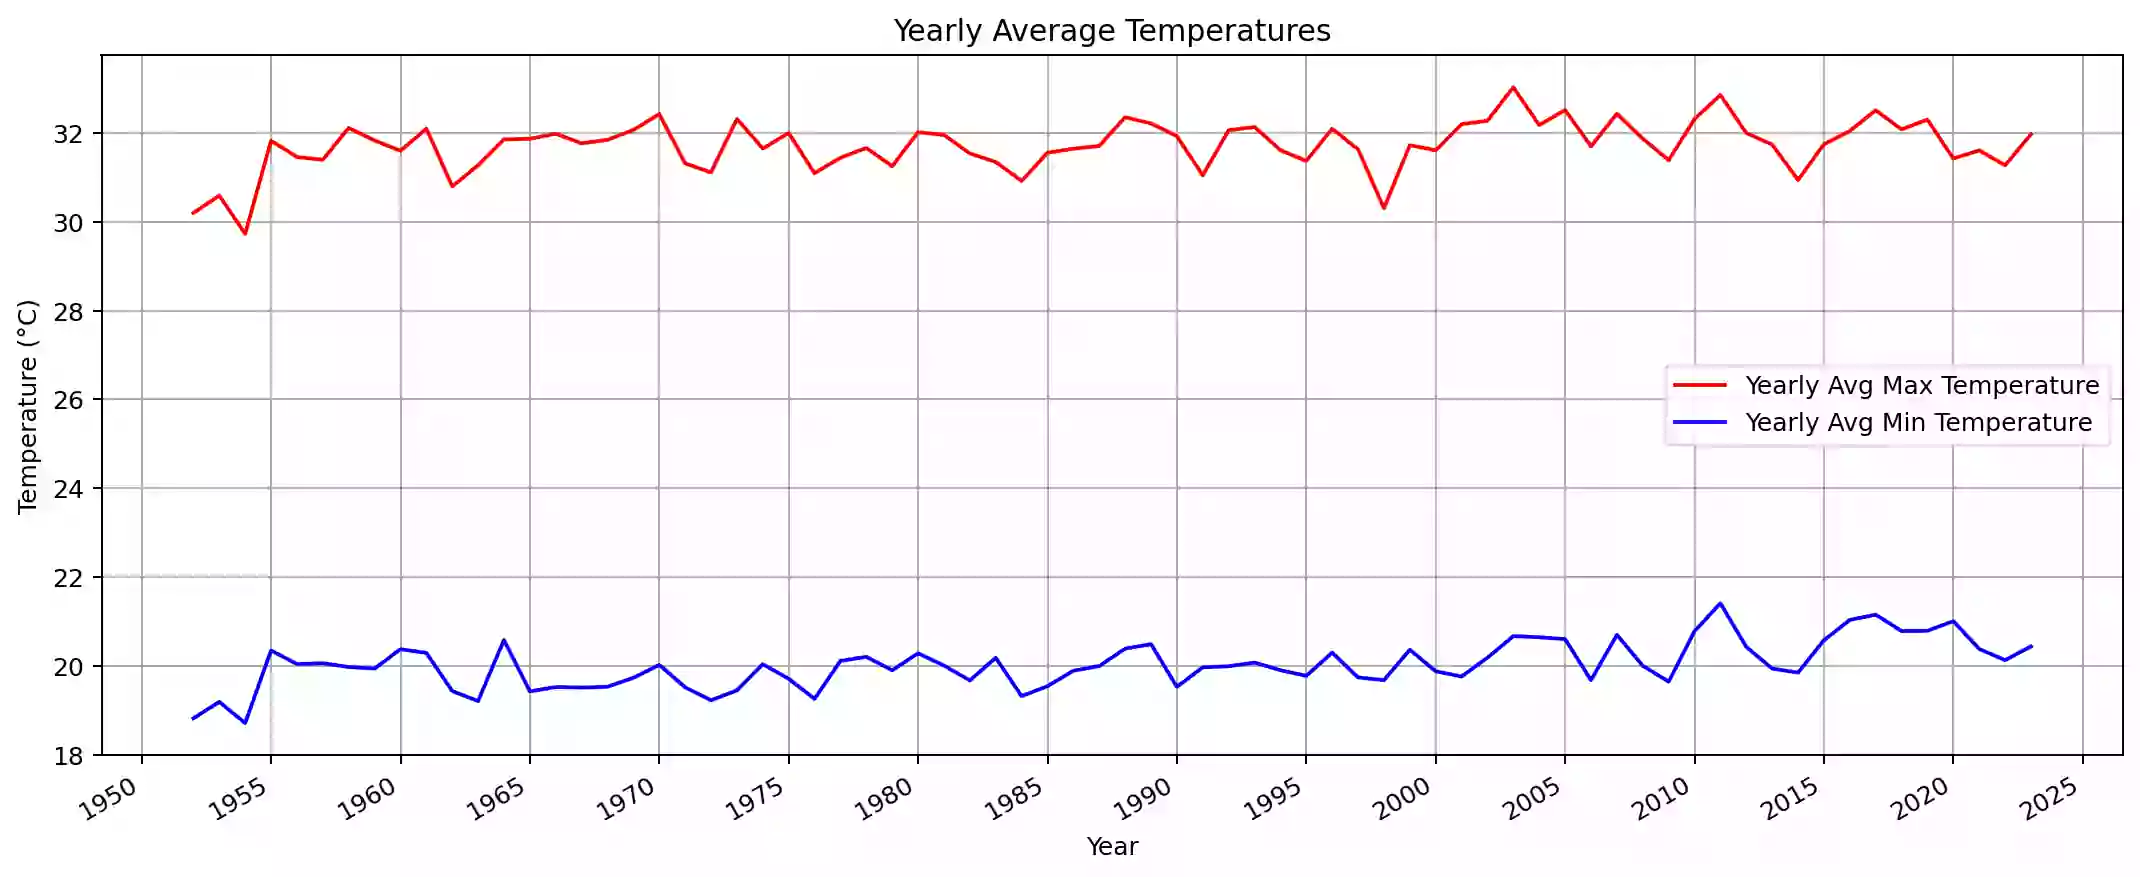 Yearly Average Temperatures
Temperature (°C)
32
30
28
26
24
22
20
18
Yearly Avg Max Temperature
Yearly Avg Min Temperature
1950 1955 1960 1965 1970 1975 1980 1985 1990 1995 2000 2005 2010 2015 2020 2025
Year